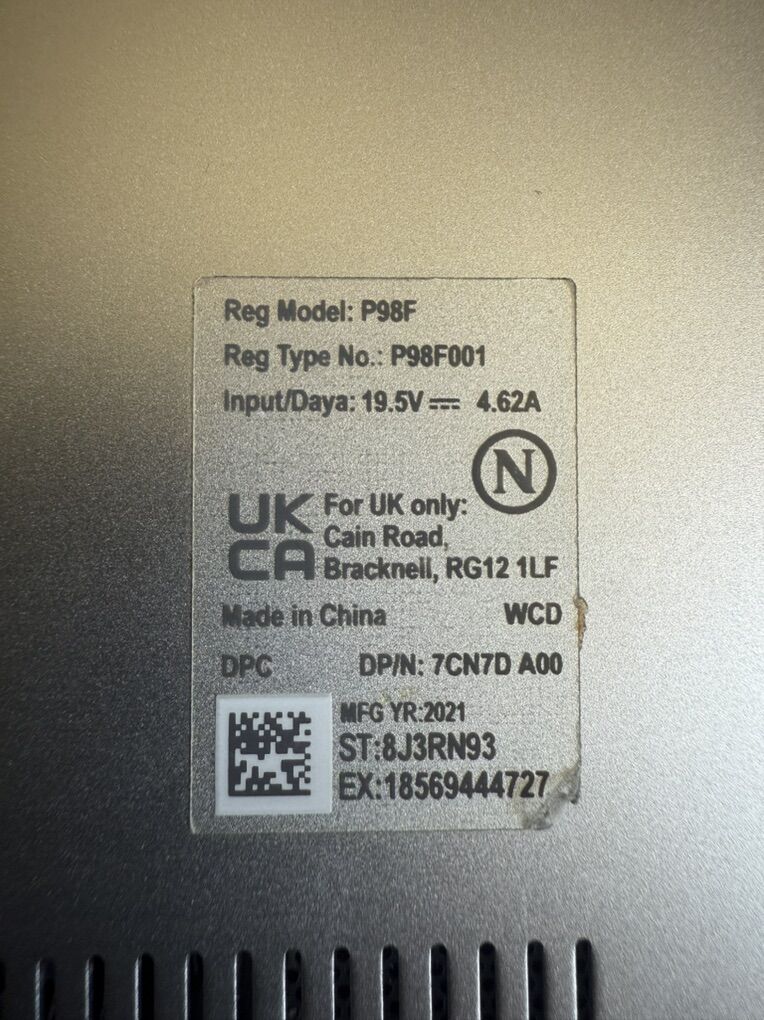 Reg Model: P98F
Reg Type No.: P98F001
Input/Daya: 19.5V ⎓ 4.62A
N
UK
CA
For UK only:
Cain Road,
Bracknell, RG12 1LF
Made in China WCD
DPC DP/N: 7CN7D A00
MFG YR:2021
ST:8J3RN93
EX:18569444727